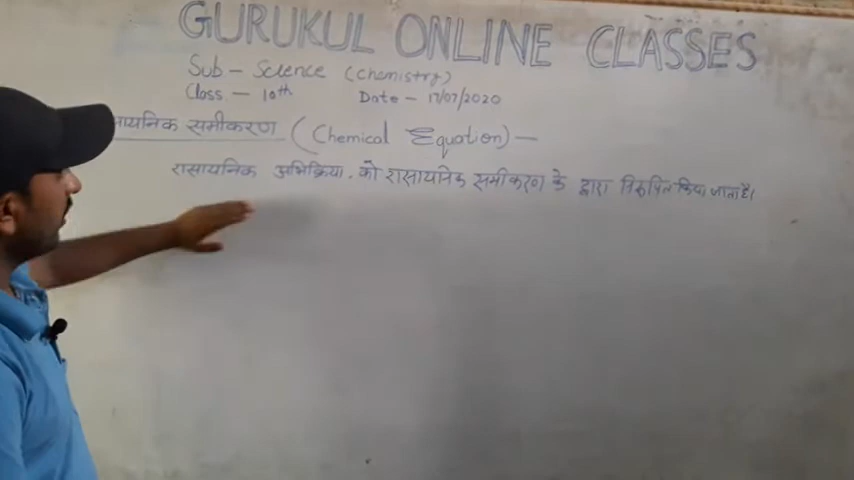 GURUKUL ONLINE CLASSES
Sub - Science (Chemistry)
Class - 10th Date - 17/07/2020
सायनिक समीकरण (Chemical Equation) -
रासायनिक अभिक्रिया को रासायनिक समीकरण के द्वारा निरूपित किया जाता है।